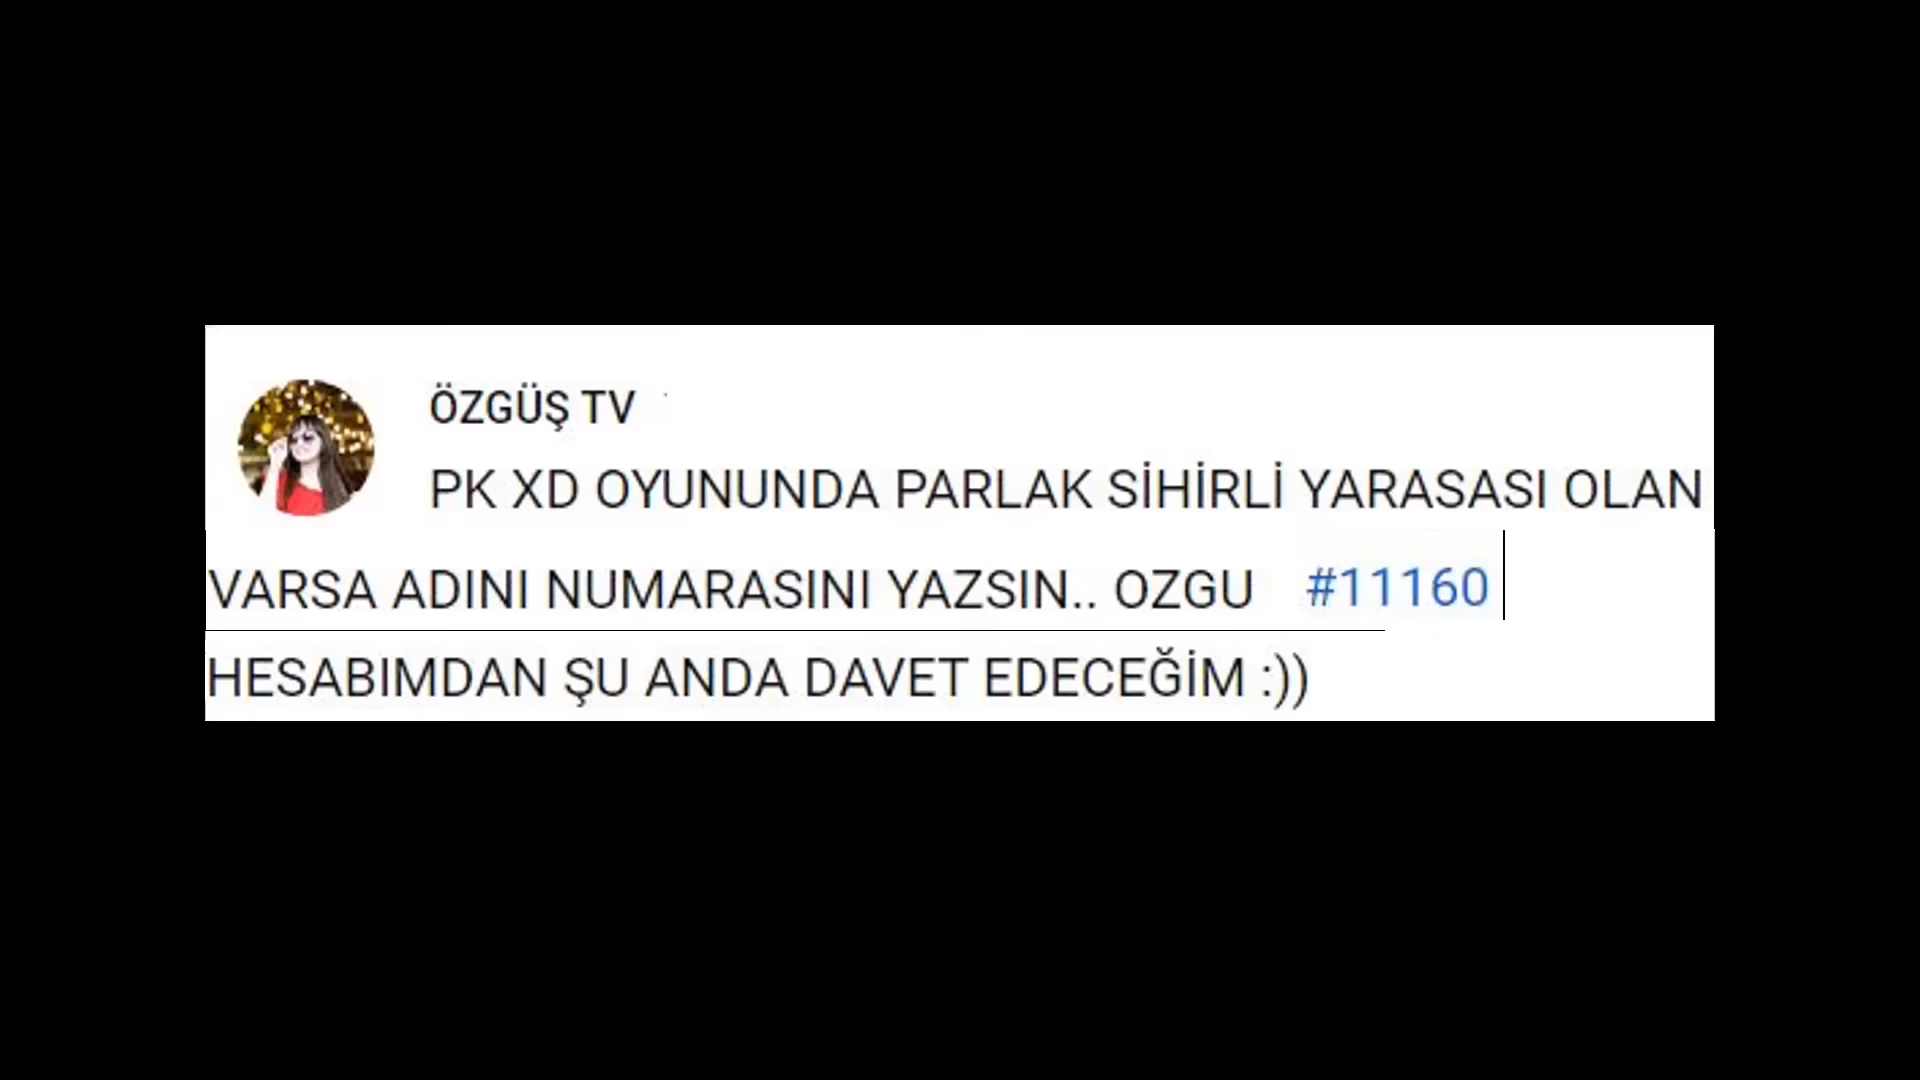 ÖZGÜŞ TV
PK XD OYUNUNDA PARLAK SİHİRLİ YARASASI OLAN
VARSA ADINI NUMARASINI YAZSIN.. OZGU #11160
HESABIMDAN ŞU ANDA DAVET EDECEĞİM :))